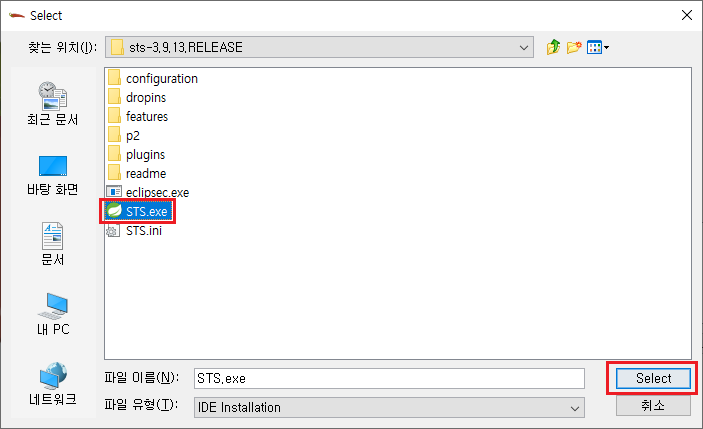 Select
찾는 위치(I):
sts-3.9.13.RELEASE
최근 문서
바탕 화면
문서
내 PC
네트워크
configuration
dropins
features
p2
plugins
readme
eclipsec.exe
STS.exe
STS.ini
파일 이름(N):
STS.exe
Select
파일 유형(T):
IDE Installation
취소